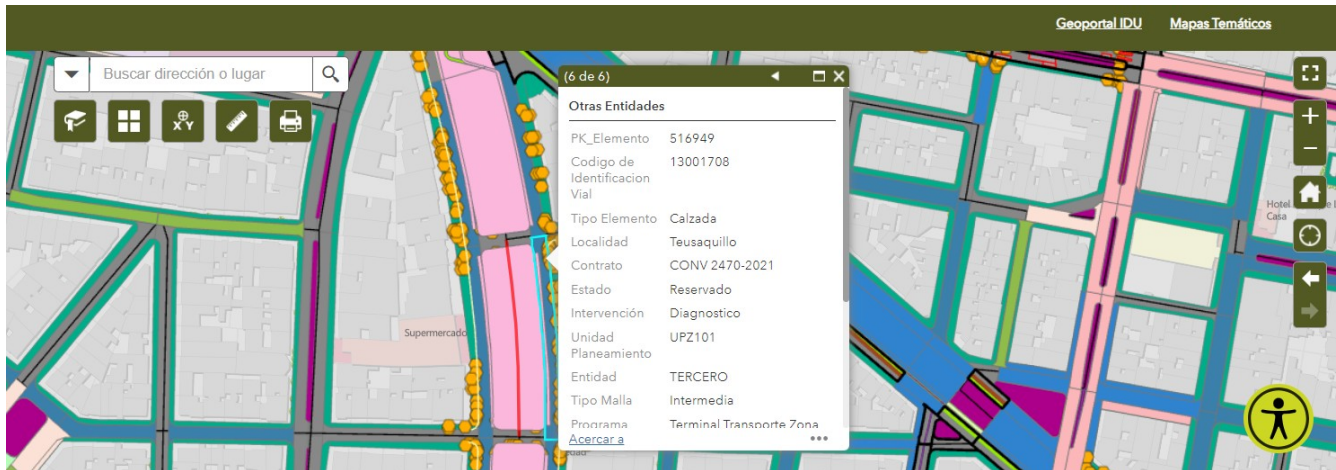 Geoportal IDU Mapas Temáticos
Buscar dirección o lugar
(6 de 6)
Otras Entidades
PK_Elemento 516949
Codigo de 13001708
Identificacion
Vial
Tipo Elemento Calzada
Localidad Teusaquillo
Contrato CONV 2470-2021
Estado Reservado
Intervención Diagnostico
Unidad UPZ101
Planeamiento
Entidad TERCERO
Tipo Malla Intermedia
Programa Terminal Transporte Zona
Acercar a
Supermercado
Hotel
Casa
X Y